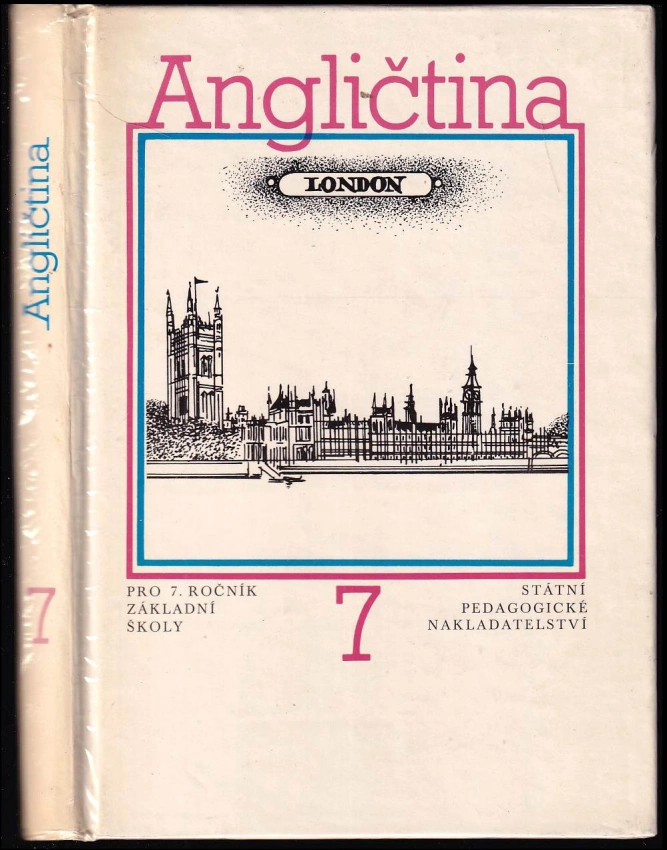 Angličtina
7
Angličtina
LONDON
PRO 7. ROČNÍK
ZÁKLADNÍ
ŠKOLY
7
STÁTNÍ
PEDAGOGICKÉ
NAKLADATELSTVÍ